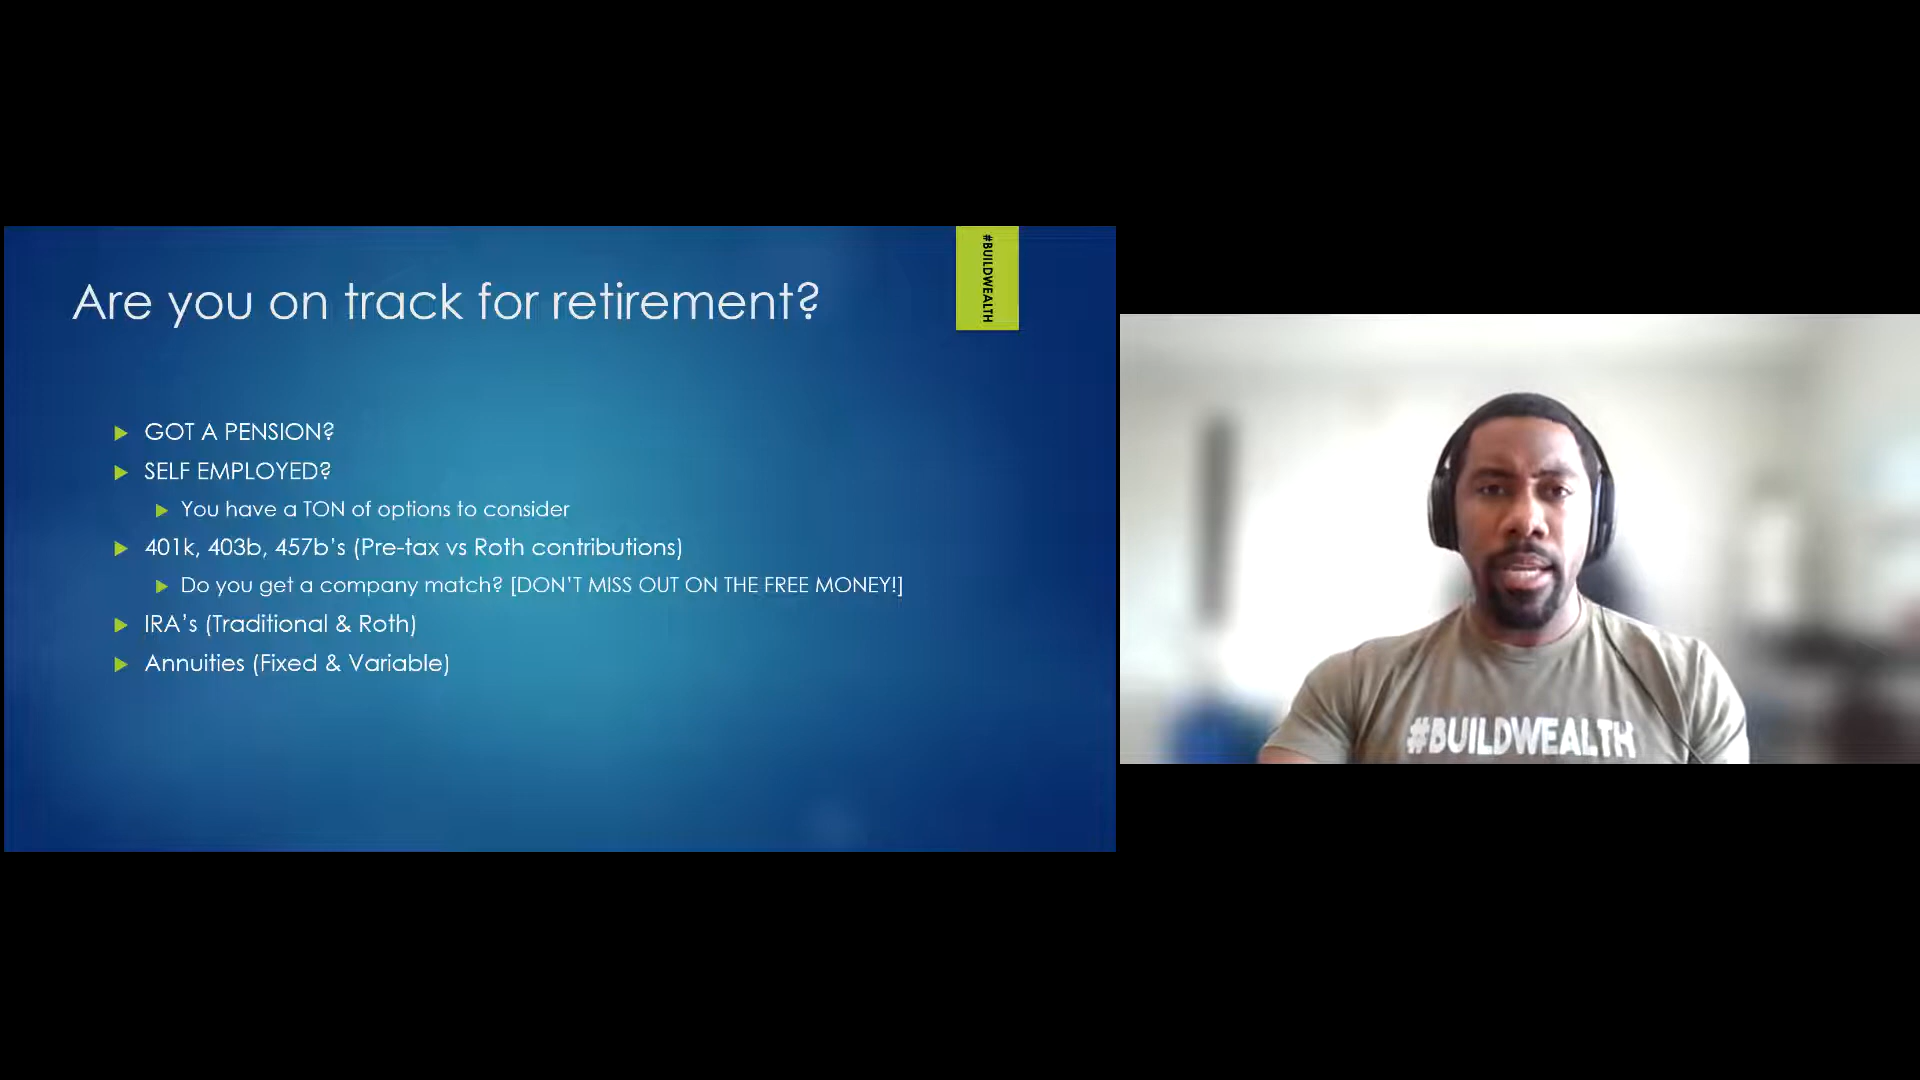 Are you on track for retirement?
#BUILDWEALTH
GOT A PENSION?
SELF EMPLOYED?
You have a TON of options to consider
401k, 403b, 457b’s (Pre-tax vs Roth contributions)
Do you get a company match? [DON’T MISS OUT ON THE FREE MONEY!]
IRA’s (Traditional & Roth)
Annuities (Fixed & Variable)
#BUILDWEALTH